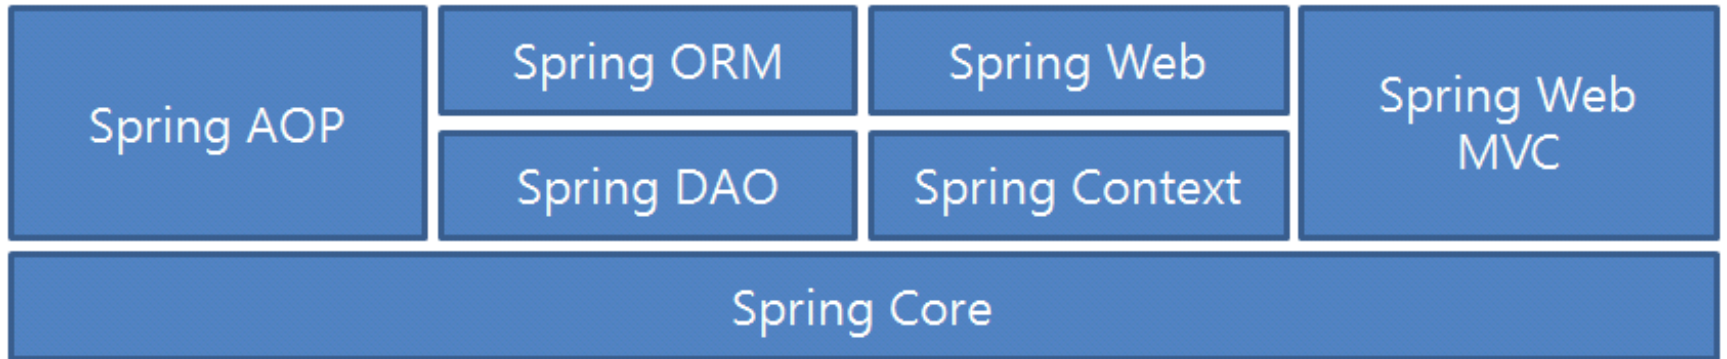 Spring AOP
Spring ORM
Spring Web
Spring Web
MVC
Spring DAO
Spring Context
Spring Core